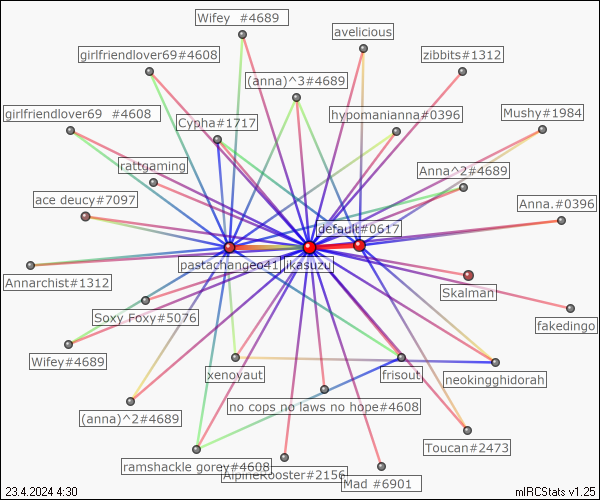 Wifey  #4689
avelicious
girlfriendlover69#4608
zibbits#1312
(anna)^3#4689
girlfriendlover69  #4608
Cypha#1717
hypomanianna#0396
Mushy#1984
rattgaming
Anna^2#4689
ace deucy#7097
Anna.#0396
default#0617
pastachangeo41
jikasuzu
Annarchist#1312
Skalman
Soxy Foxy#5076
fakedingo
Wifey#4689
xenoyaut
frisout
neokingghidorah
no cops no laws no hope#4608
(anna)^2#4689
Toucan#2473
ramshackle gorey#4608
AlpineRooster#2156
Mad #6901
23.4.2024 4:30
mIRCStats v1.25